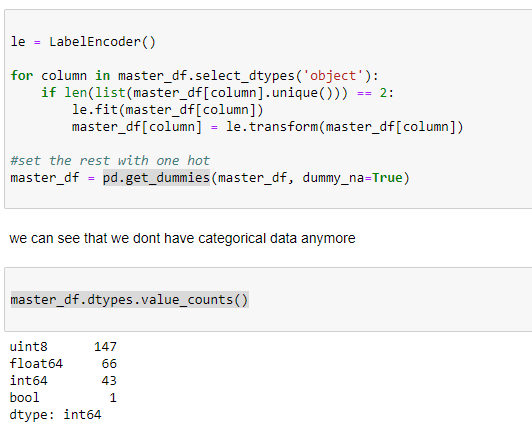 le = LabelEncoder()
for column in master_df.select_dtypes('object'):
    if len(list(master_df[column].unique())) == 2:
        le.fit(master_df[column])
        master_df[column] = le.transform(master_df[column])
#set the rest with one hot
master_df = pd.get_dummies(master_df, dummy_na=True)
we can see that we dont have categorical data anymore
master_df.dtypes.value_counts()
uint8      147
float64     66
int64       43
bool         1
dtype: int64